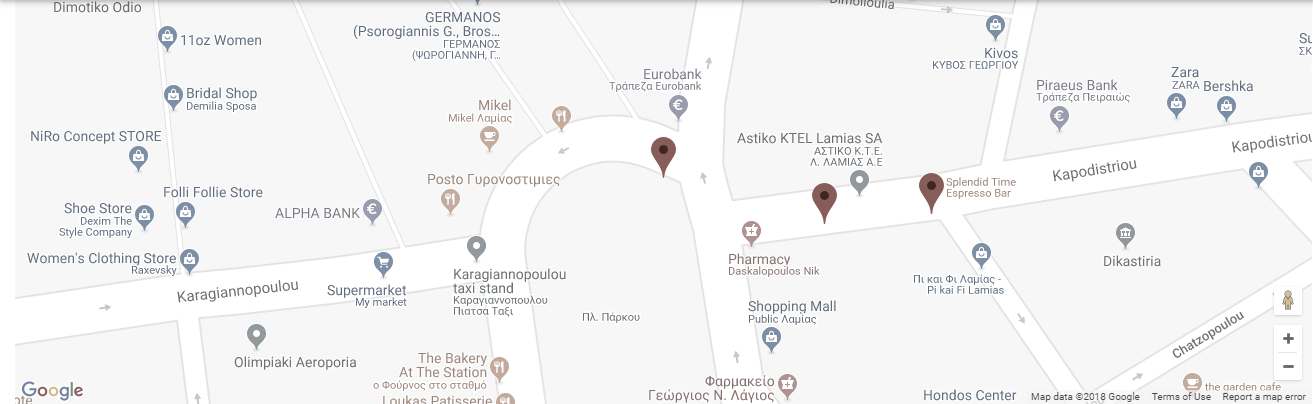 Dimotiko Odio
11oz Women
Bridal Shop
Demilia Sposa
NiRo Concept STORE
Folli Follie Store
Shoe Store
Dexim The
Style Company
Women's Clothing Store
Raxevsky
Karagiannopoulou
Olimpiaki Aeroporia
Google
GERMANOS
(Psorogiannis G., Bros...
ΓΕΡΜΑΝΟΣ
(ΨΩΡΟΓΙΑΝΝΗ, Γ...
Mikel
Mikel Λαμίας
Posto Γυρονοστιμιες
ALPHA BANK
Supermarket
My market
Karagiannopoulou
taxi stand
Καραγιαννοπουλου
Πιατσα Ταξι
The Bakery
At The Station
ο Φούρνος στο σταθμό
Loukas Patisserie
Eurobank
Τράπεζα Eurobank
Πλ. Πάρκου
Dimolioulia
Kivos
ΚΥΒΟΣ ΓΕΩΡΓΙΟΥ
Astiko KTEL Lamias SA
ΑΣΤΙΚΟ Κ.Τ.Ε.
Λ. ΛΑΜΙΑΣ Α.Ε
Splendid Time
Espresso Bar
Pharmacy
Daskalopoulos Nik
Shopping Mall
Public Λαμίας
Φαρμακείο
Γεώργιος Ν. Λάγιος
Piraeus Bank
Τράπεζα Πειραιώς
Zara
ZARA
Bershka
Kapodistriou
Kapodistriou
Πι και Φι Λαμίας -
Pi kai Fi Lamias
Dikastiria
Chatzopoulou
Hondos Center
the garden cafe
Map data ©2018 Google
Terms of Use
Report a map error